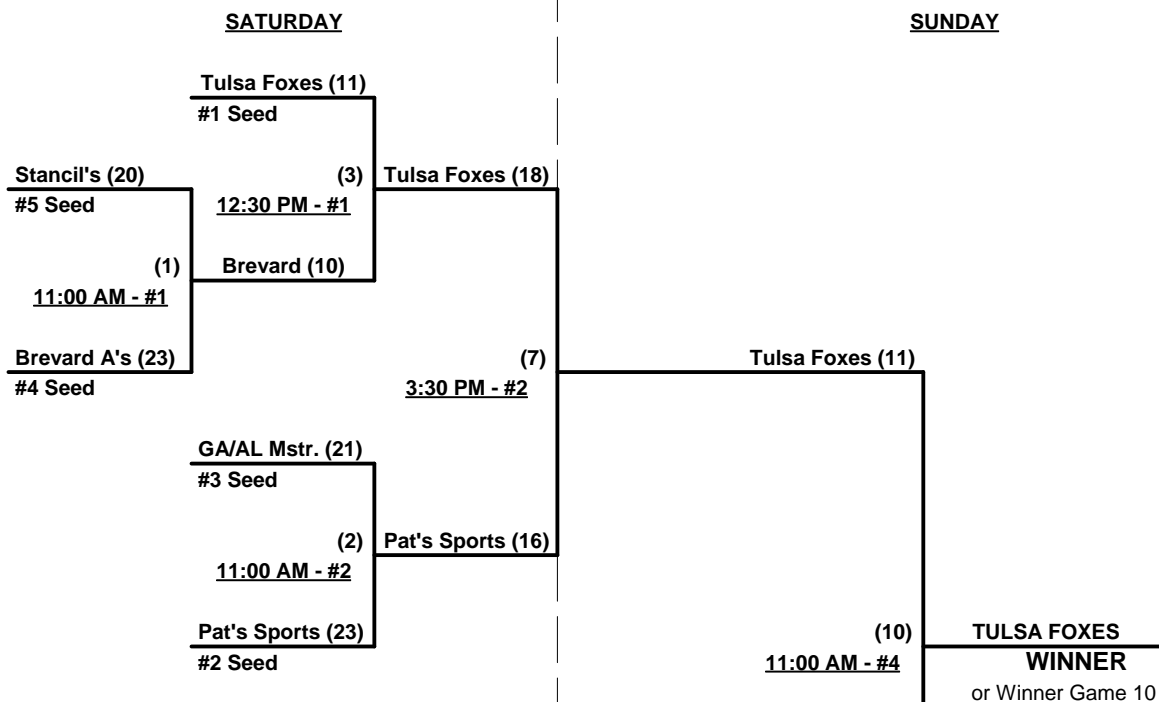 SATURDAY
SUNDAY
Tulsa Foxes (11)
#1 Seed
Stancil's (20)
(3)
Tulsa Foxes (18)
#5 Seed
12:30 PM - #1
(1)
Brevard (10)
11:00 AM - #1
Brevard A's (23)
(7)
Tulsa Foxes (11)
#4 Seed
3:30 PM - #2
GA/AL Mstr. (21)
#3 Seed
(2)
Pat's Sports (16)
11:00 AM - #2
Pat's Sports (23)
(10)
TULSA FOXES
#2 Seed
11:00 AM - #4
WINNER
or Winner Game 10